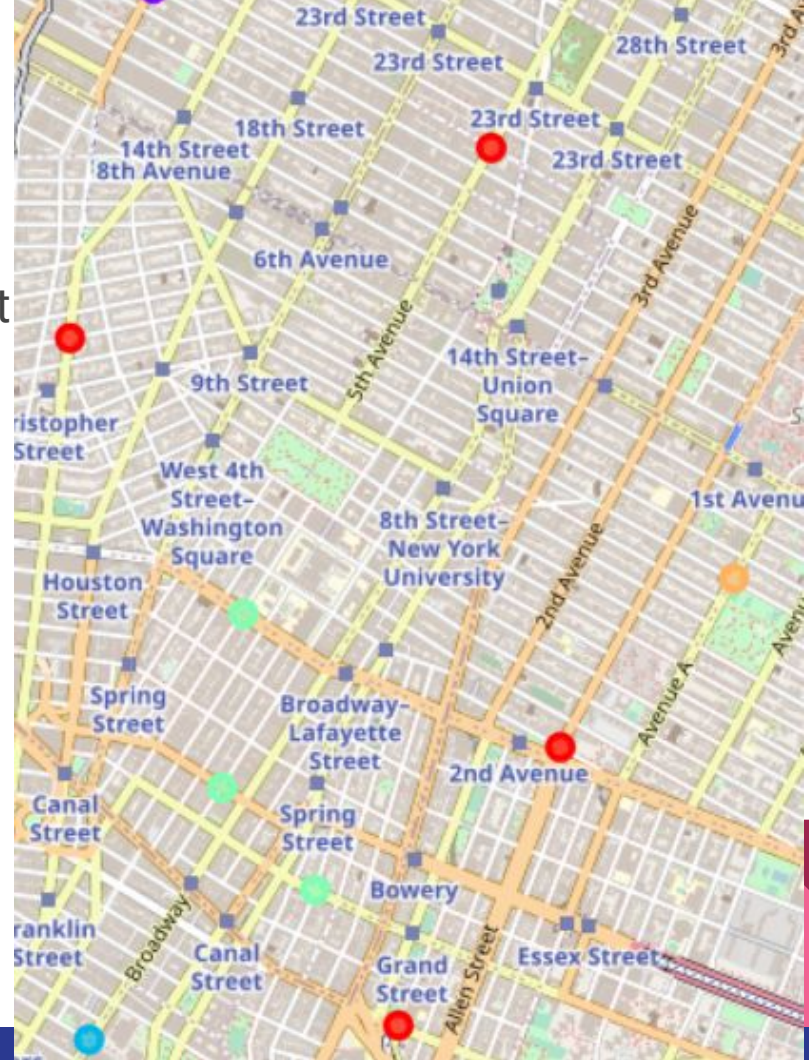 23rd Street
23rd Street
28th Street
3rd Av
23rd Street
18th Street
14th Street
8th Avenue
23rd Street
6th Avenue
3rd Avenue
t
5th Avenue
14th Street–
Union
Square
9th Street
ristopher
Street
S
West 4th
Street–
Washington
Square
1st Avenu
8th Street–
New York
University
2nd Avenue
Houston
Street
Avenu
Avenue A
Spring
Street
Broadway–
Lafayette
Street
2nd Avenue
Canal
Street
Spring
Street
Bowery
Broadway
ranklin
Street
Canal
Street
Grand
Street
Allen Street
Essex Street